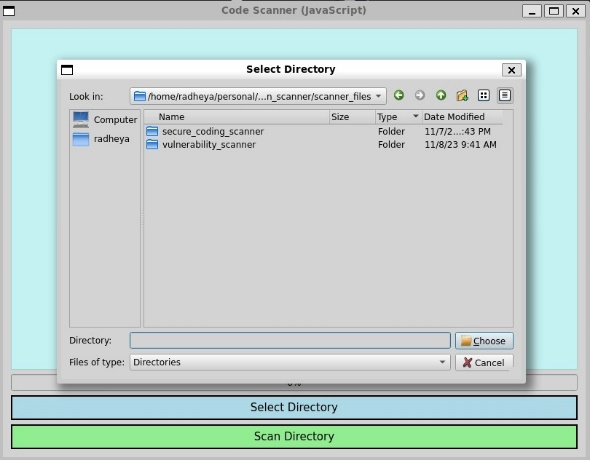 Code Scanner (JavaScript)
Select Directory
Look in: /home/radheya/personal/...n_scanner/scanner_files
Computer
radheya
Name Size Type Date Modified
secure_coding_scanner Folder 11/7/2...:43 PM
vulnerability_scanner Folder 11/8/23 9:41 AM
Directory: Choose
Files of type: Directories Cancel
0%
Select Directory
Scan Directory